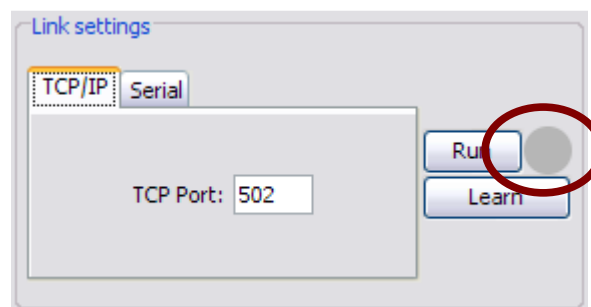 Link settings
TCP/IP Serial
Run
TCP Port: 502
Learn